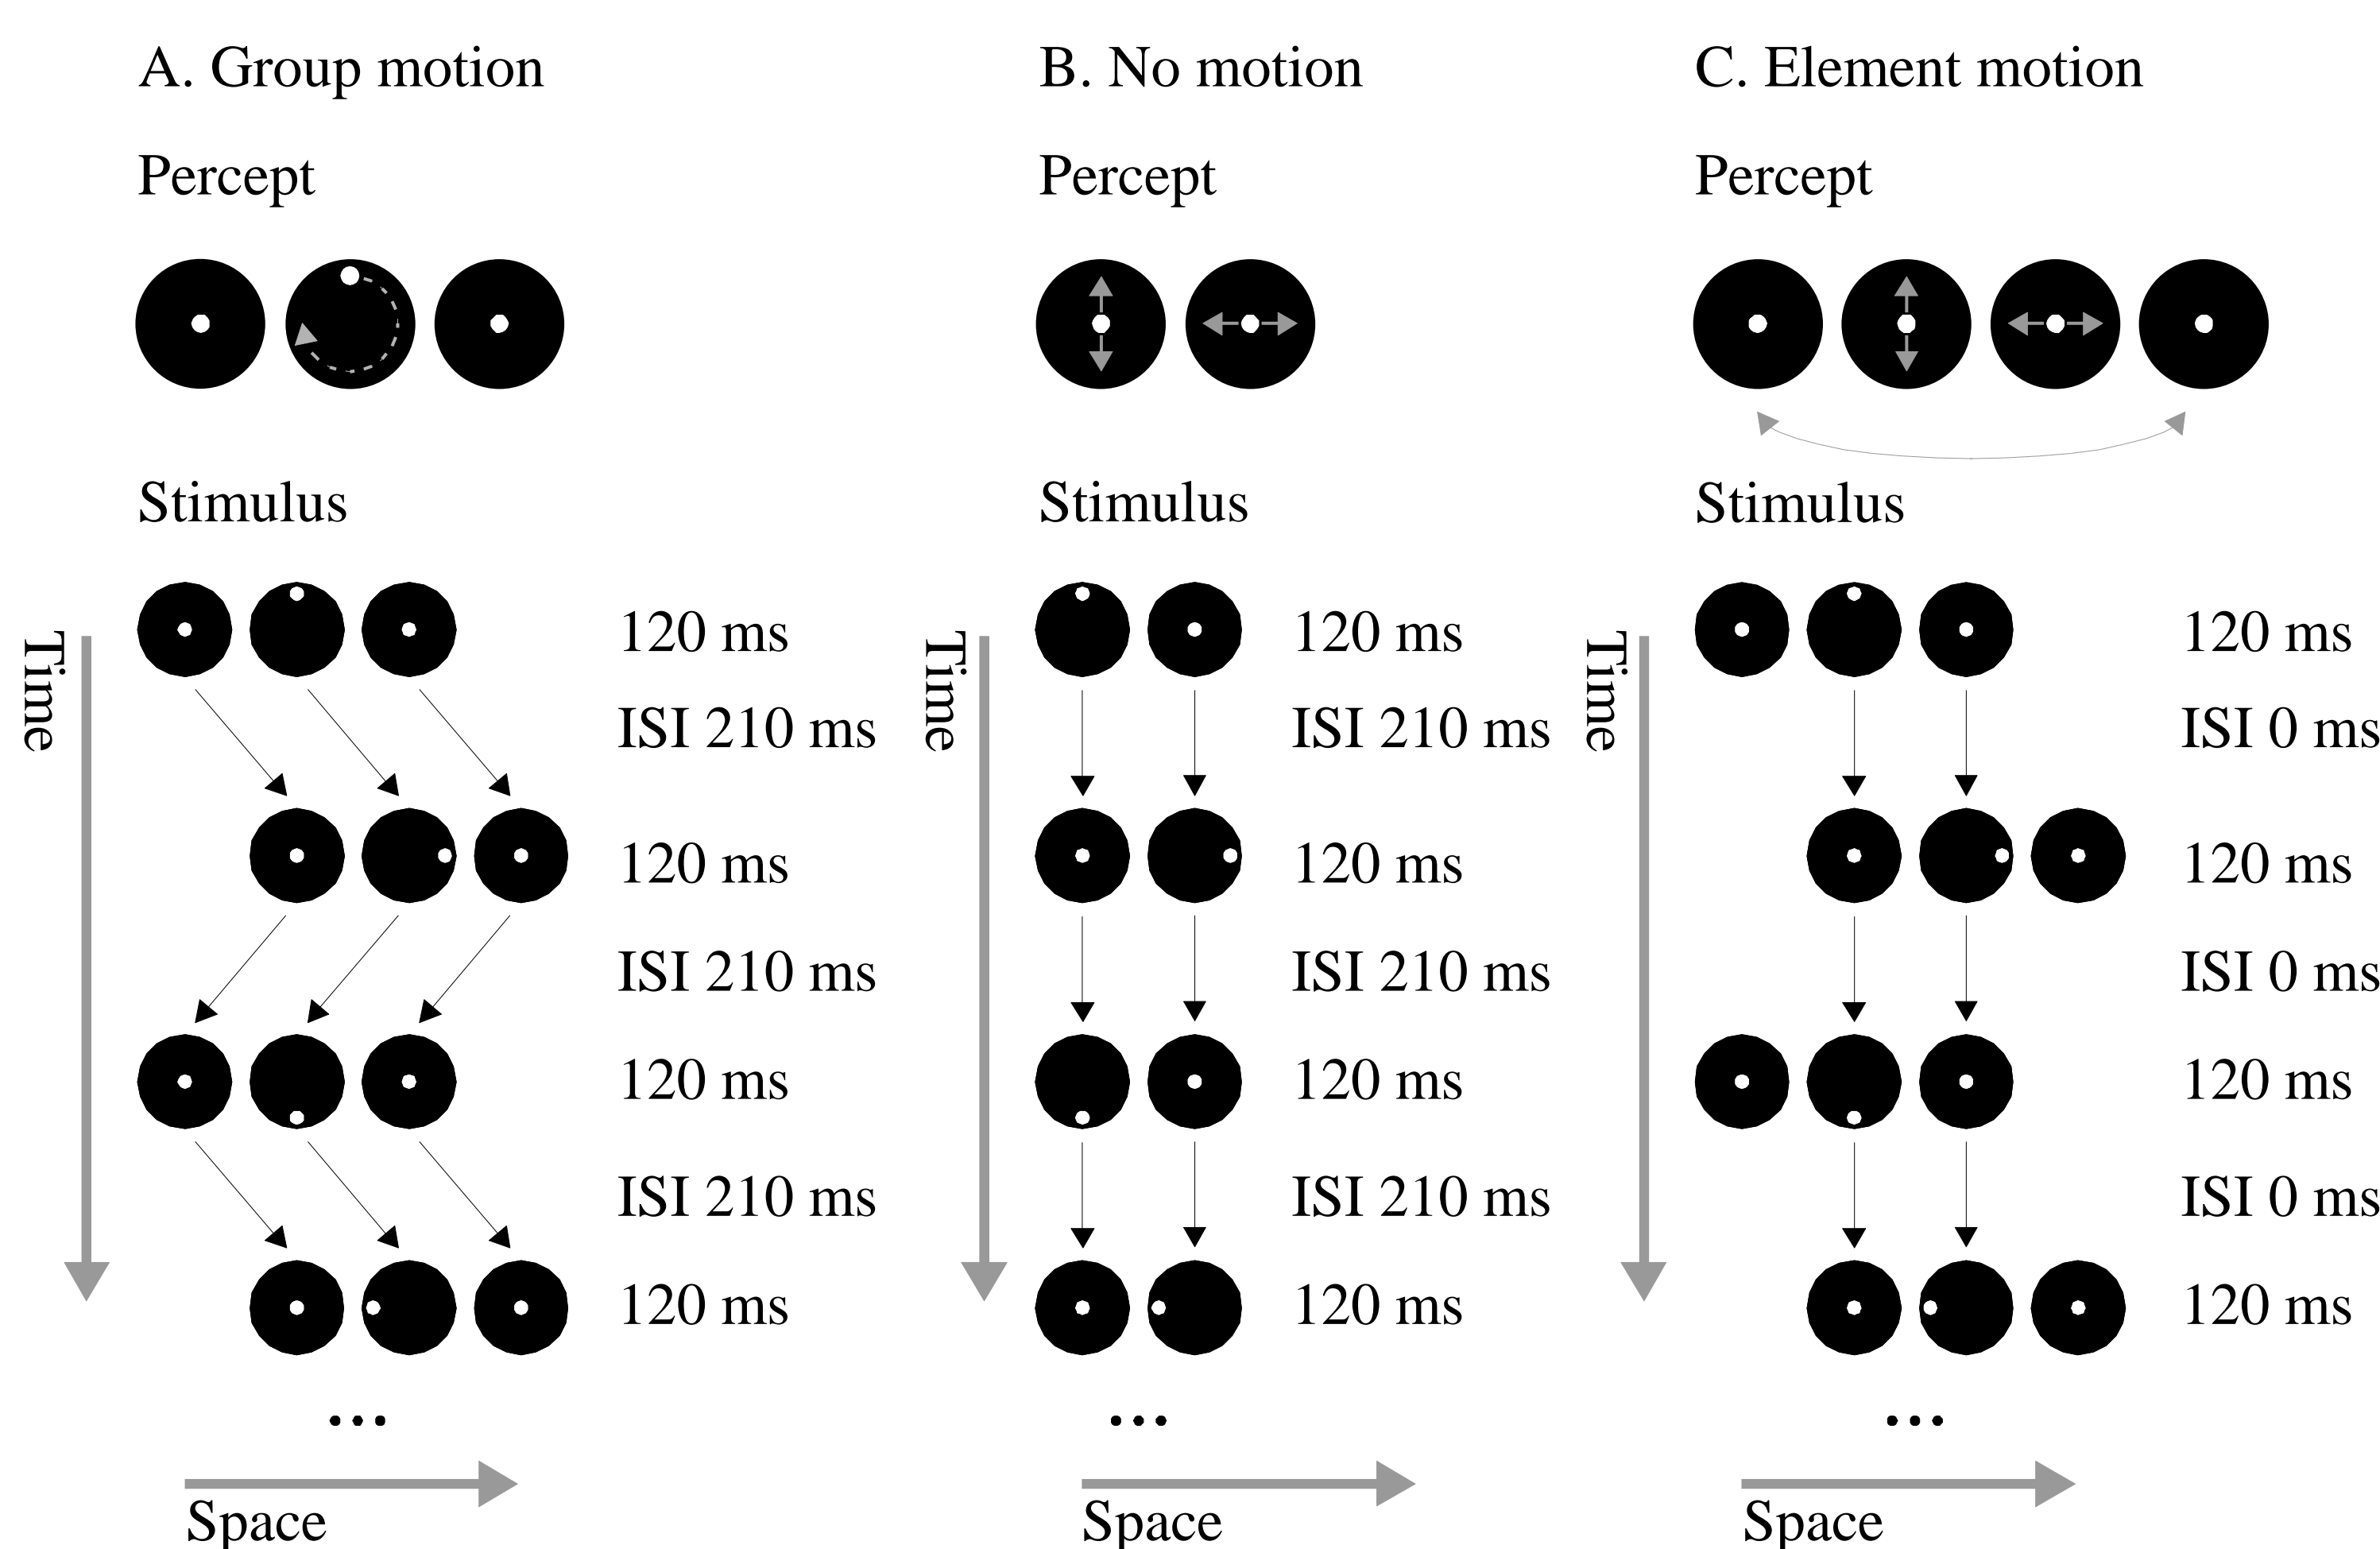 A. Group motion
Percept
Stimulus
Time
120 ms
ISI 210 ms
120 ms
ISI 210 ms
120 ms
ISI 210 ms
120 ms
...
Space
B. No motion
Percept
Stimulus
Time
120 ms
ISI 210 ms
120 ms
ISI 210 ms
120 ms
ISI 210 ms
120 ms
...
Space
C. Element motion
Percept
Stimulus
Time
120 ms
ISI 0 ms
120 ms
ISI 0 ms
120 ms
ISI 0 ms
120 ms
...
Space